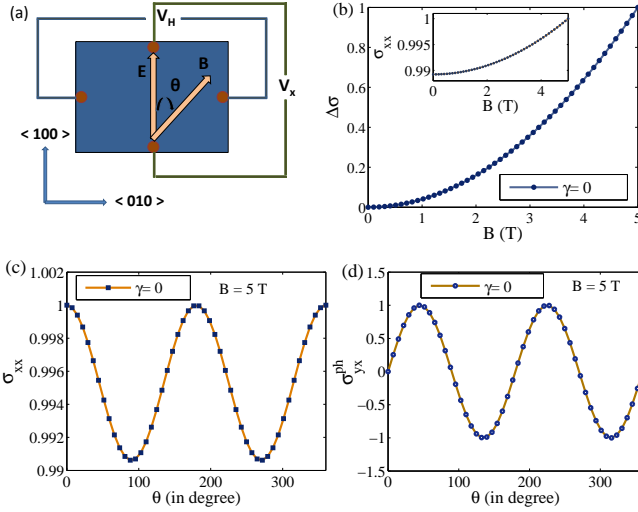 (a)
V_H
E
B
θ
V_x
< 100 >
< 010 >
(b)
1
0.8
0.6
0.4
0.2
0
Δσ
0 1 2 3 4 5
B (T)
γ= 0
1
0.995
0.99
σ_xx
0 2 4
B (T)
(c)
1.002
1
0.998
0.996
0.994
0.992
0.99
σ_xx
γ= 0
B = 5 T
0 100 200 300
θ (in degree)
(d)
1.5
1
0.5
0
−0.5
−1
−1.5
σ^ph_yx
γ= 0
B = 5 T
0 100 200 300
θ (in degree)